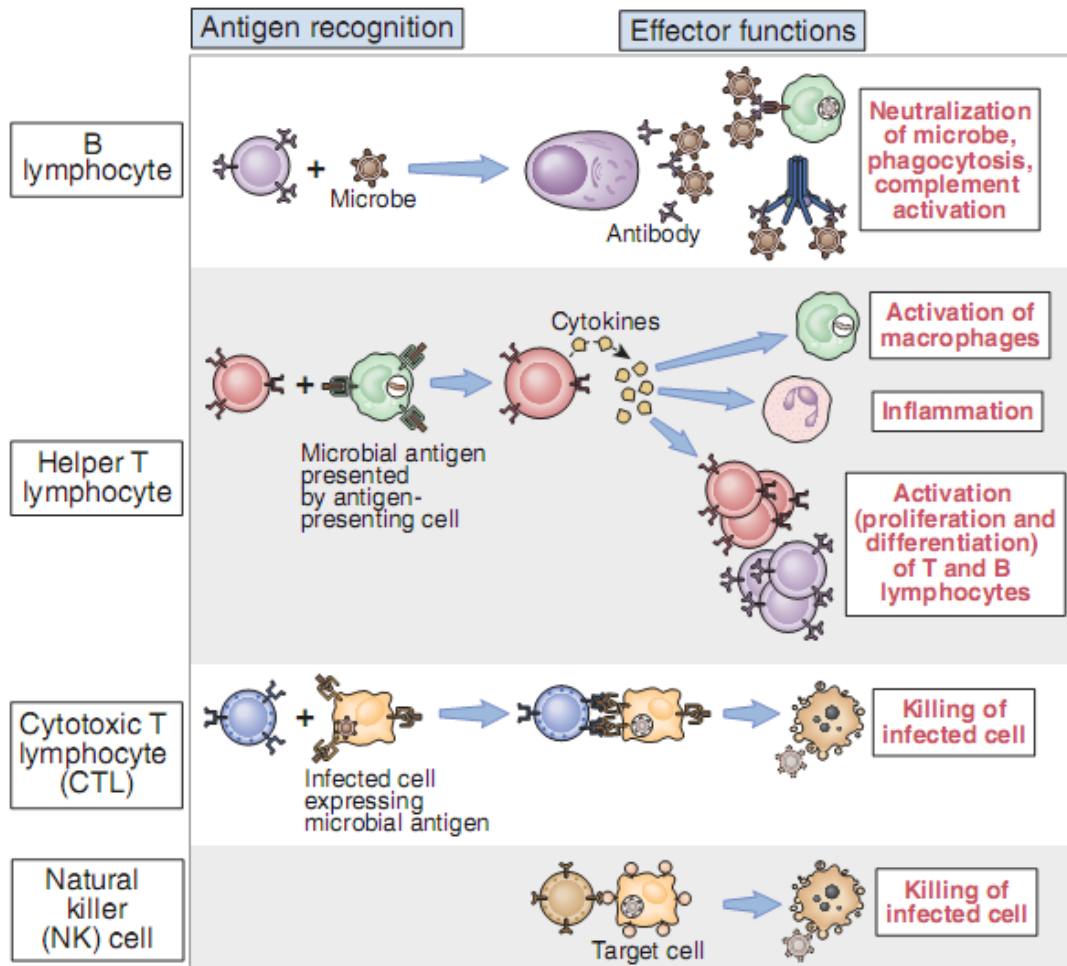 Antigen recognition
Effector functions
B
lymphocyte
Microbe
Antibody
Neutralization
of microbe,
phagocytosis,
complement
activation
Helper T
lymphocyte
Microbial antigen
presented
by antigen-
presenting cell
Cytokines
Activation of
macrophages
Inflammation
Activation
(proliferation and
differentiation)
of T and B
lymphocytes
Cytotoxic T
lymphocyte
(CTL)
Infected cell
expressing
microbial antigen
Killing of
infected cell
Natural
killer
(NK) cell
Target cell
Killing of
infected cell